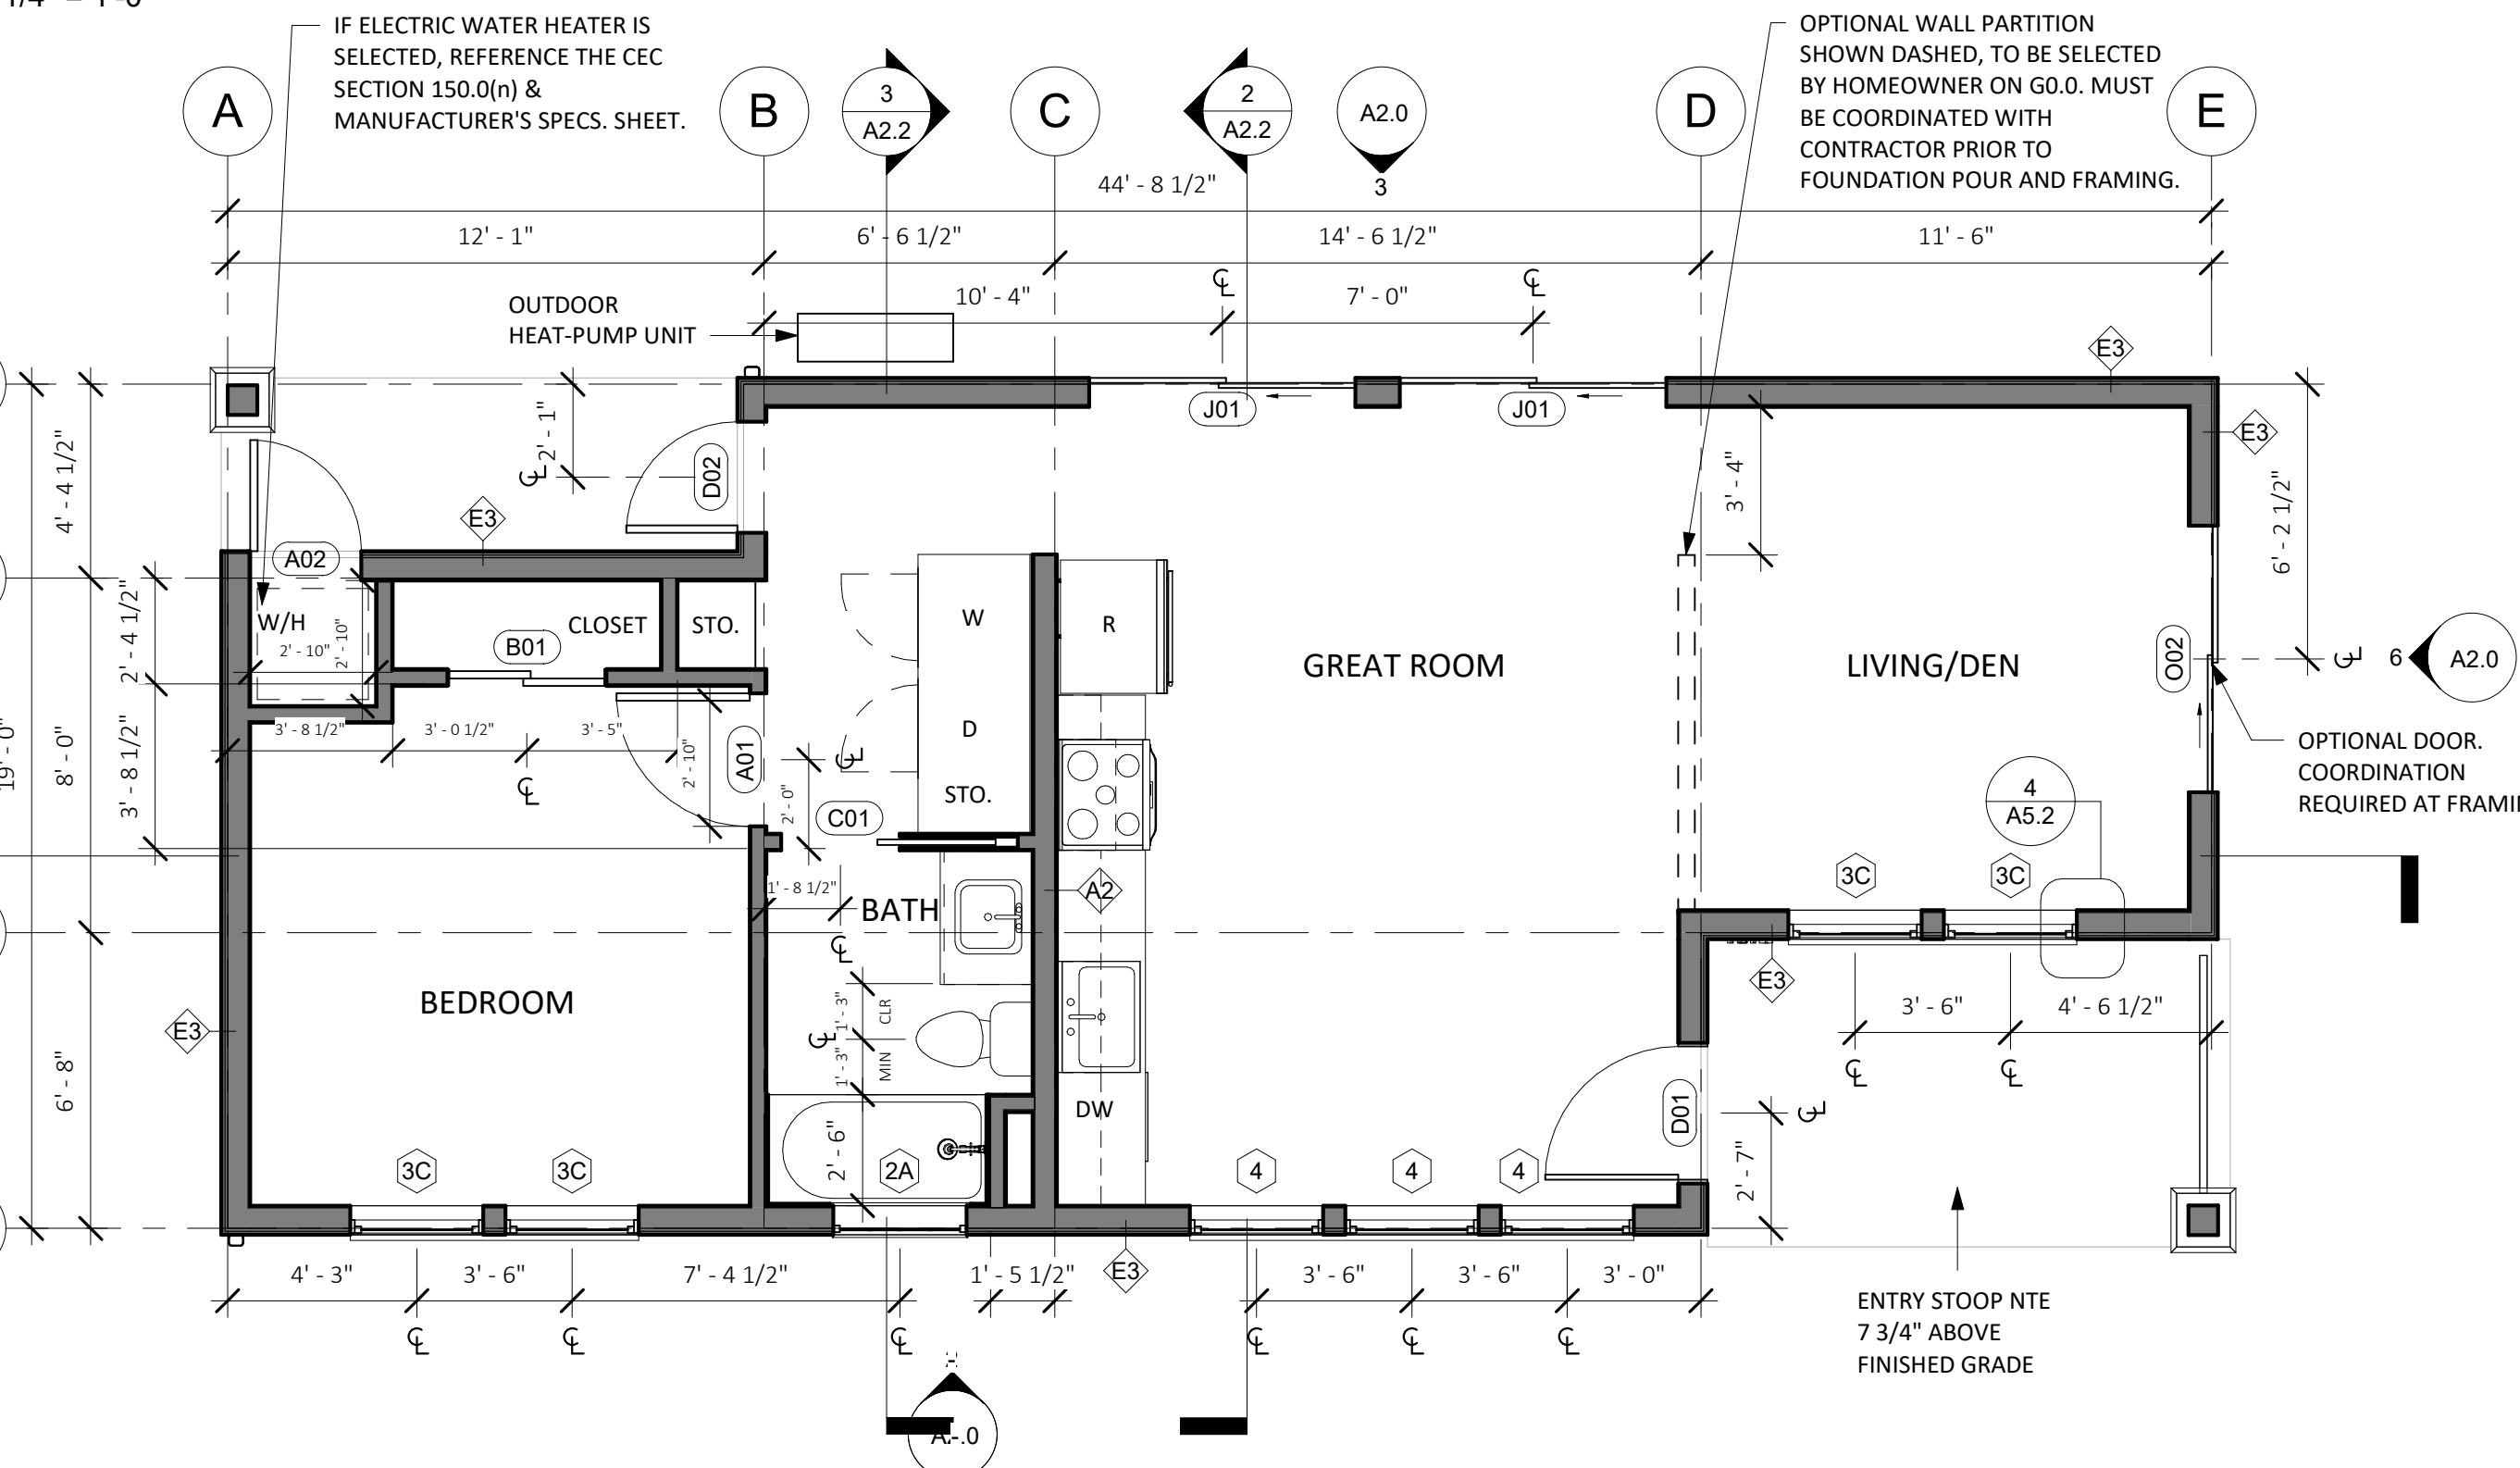 IF ELECTRIC WATER HEATER IS
SELECTED, REFERENCE THE CEC
SECTION 150.0(n) &
MANUFACTURER'S SPECS. SHEET.
OPTIONAL WALL PARTITION
SHOWN DASHED, TO BE SELECTED
BY HOMEOWNER ON G0.0. MUST
BE COORDINATED WITH
CONTRACTOR PRIOR TO
FOUNDATION POUR AND FRAMING.
A
B
3
A2.2
C
2
A2.2
A2.0
3
D
E
44' - 8 1/2"
12' - 1"
6' - 6 1/2"
14' - 6 1/2"
11' - 6"
10' - 4"
7' - 0"
OUTDOOR
HEAT-PUMP UNIT
E3
J01
J01
2' - 1"
4' - 4 1/2"
D02
E3
3' - 4"
E3
6' - 2 1/2"
A02
W/H
2' - 10"
2' - 10"
B01
CLOSET
STO.
W
R
GREAT ROOM
LIVING/DEN
O02
6
A2.0
2' - 4 1/2"
19' - 0"
8' - 0"
3' - 8 1/2"
3' - 8 1/2"
3' - 0 1/2"
3' - 5"
2' - 10"
A01
2' - 0"
D
STO.
C01
OPTIONAL DOOR.
COORDINATION
4
A5.2
1' - 8 1/2"
BATH
A2
3C
3C
E3
BEDROOM
E3
6' - 8"
1' - 3"
CLR
1' - 3"
MIN
3' - 6"
4' - 6 1/2"
DW
D01
2' - 7"
3C
3C
2' - 6"
2A
4
4
4
4' - 3"
3' - 6"
7' - 4 1/2"
1' - 5 1/2"
E3
3' - 6"
3' - 6"
3' - 0"
ENTRY STOOP NTE
7 3/4" ABOVE
FINISHED GRADE